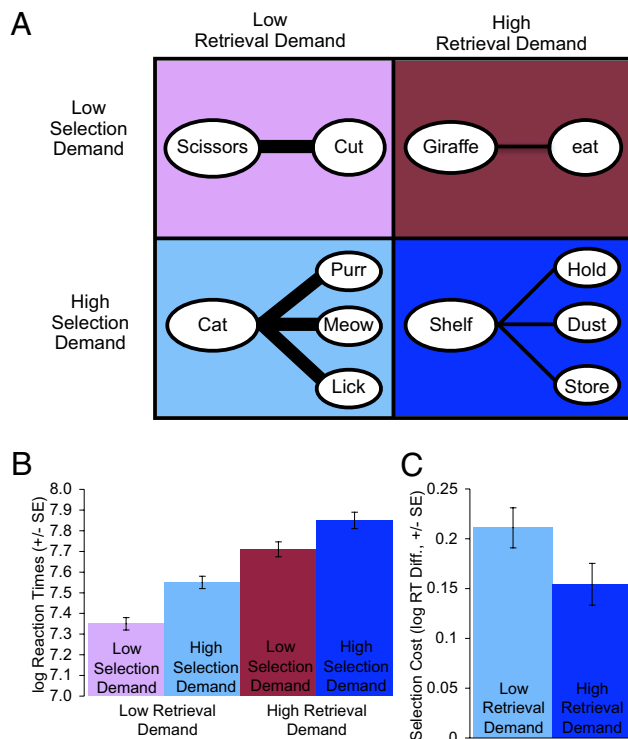 A
Low
Retrieval Demand
High
Retrieval Demand
Low
Selection
Demand
Scissors
Cut
Giraffe
eat
High
Selection
Demand
Cat
Purr
Meow
Lick
Shelf
Hold
Dust
Store
B
log Reaction Times (+/- SE)
8.0
7.9
7.8
7.7
7.6
7.5
7.4
7.3
7.2
7.1
7.0
Low
Selection
Demand
High
Selection
Demand
Low
Selection
Demand
High
Selection
Demand
Low Retrieval
Demand
High Retrieval
Demand
C
Selection Cost (log RT Diff., +/- SE)
0.25
0.2
0.15
0.1
0.05
0
Low
Retrieval
Demand
High
Retrieval
Demand